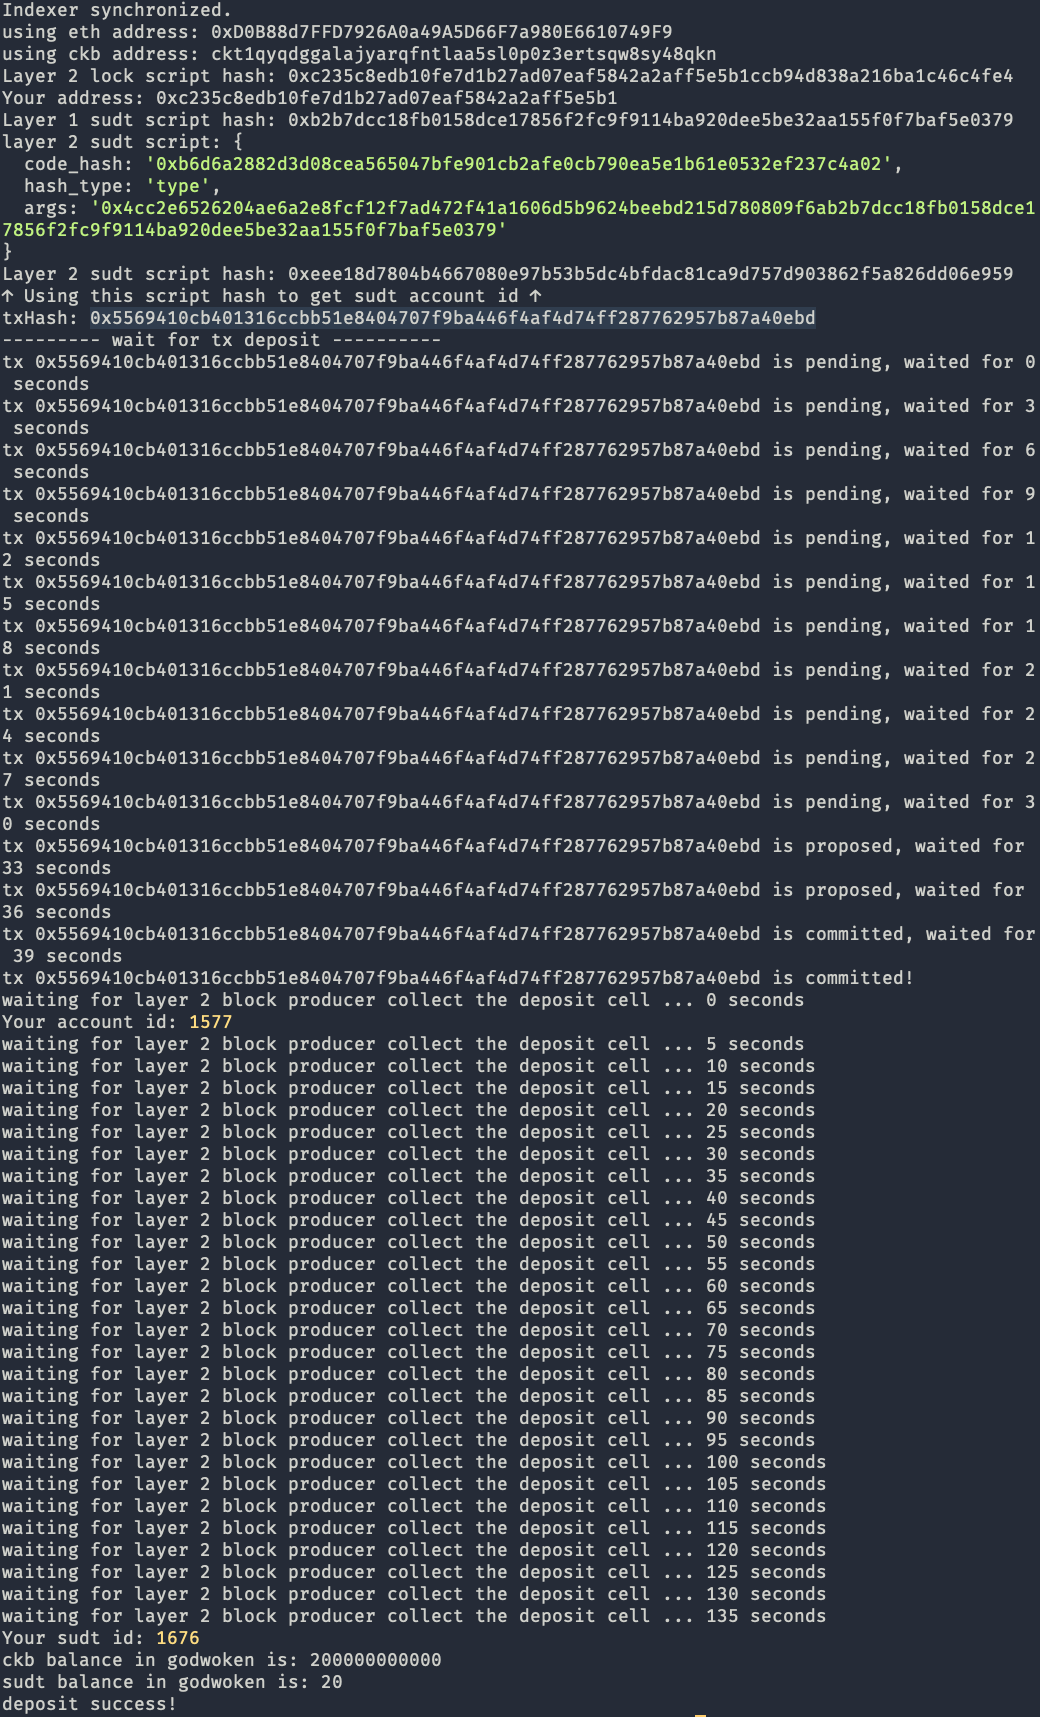 Indexer synchronized.
using eth address: 0xD0B88d7FFD7926A0a49A5D66F7a980E6610749F9
using ckb address: ckt1qyqdggalajyarqfntlaa5sl0p0z3ertsqw8sy48qkn
Layer 2 lock script hash: 0xc235c8edb10fe7d1b27ad07eaf5842a2aff5e5b1ccb94d838a216ba1c46c4fe4
Your address: 0xc235c8edb10fe7d1b27ad07eaf5842a2aff5e5b1
Layer 1 sudt script hash: 0xb2b7dcc18fb0158dce17856f2fc9f9114ba920dee5be32aa155f0f7baf5e0379
layer 2 sudt script: {
  code_hash: '0xb6d6a2882d3d08cea565047bfe901cb2afe0cb790ea5e1b61e0532ef237c4a02',
  hash_type: 'type',
  args: '0x4cc2e6526204ae6a2e8fcf12f7ad472f41a1606d5b9624beebd215d780809f6ab2b7dcc18fb0158dce1
7856f2fc9f9114ba920dee5be32aa155f0f7baf5e0379'
}
Layer 2 sudt script hash: 0xeee18d7804b4667080e97b53b5dc4bfdac81ca9d757d903862f5a826dd06e959
↑ Using this script hash to get sudt account id ↑
txHash: 0x5569410cb401316ccbb51e8404707f9ba446f4af4d74ff287762957b87a40ebd
--------- wait for tx deposit ----------
tx 0x5569410cb401316ccbb51e8404707f9ba446f4af4d74ff287762957b87a40ebd is pending, waited for 0
 seconds
tx 0x5569410cb401316ccbb51e8404707f9ba446f4af4d74ff287762957b87a40ebd is pending, waited for 3
 seconds
tx 0x5569410cb401316ccbb51e8404707f9ba446f4af4d74ff287762957b87a40ebd is pending, waited for 6
 seconds
tx 0x5569410cb401316ccbb51e8404707f9ba446f4af4d74ff287762957b87a40ebd is pending, waited for 9
 seconds
tx 0x5569410cb401316ccbb51e8404707f9ba446f4af4d74ff287762957b87a40ebd is pending, waited for 1
2 seconds
tx 0x5569410cb401316ccbb51e8404707f9ba446f4af4d74ff287762957b87a40ebd is pending, waited for 1
5 seconds
tx 0x5569410cb401316ccbb51e8404707f9ba446f4af4d74ff287762957b87a40ebd is pending, waited for 1
8 seconds
tx 0x5569410cb401316ccbb51e8404707f9ba446f4af4d74ff287762957b87a40ebd is pending, waited for 2
1 seconds
tx 0x5569410cb401316ccbb51e8404707f9ba446f4af4d74ff287762957b87a40ebd is pending, waited for 2
4 seconds
tx 0x5569410cb401316ccbb51e8404707f9ba446f4af4d74ff287762957b87a40ebd is pending, waited for 2
7 seconds
tx 0x5569410cb401316ccbb51e8404707f9ba446f4af4d74ff287762957b87a40ebd is pending, waited for 3
0 seconds
tx 0x5569410cb401316ccbb51e8404707f9ba446f4af4d74ff287762957b87a40ebd is proposed, waited for
33 seconds
tx 0x5569410cb401316ccbb51e8404707f9ba446f4af4d74ff287762957b87a40ebd is proposed, waited for
36 seconds
tx 0x5569410cb401316ccbb51e8404707f9ba446f4af4d74ff287762957b87a40ebd is committed, waited for
 39 seconds
tx 0x5569410cb401316ccbb51e8404707f9ba446f4af4d74ff287762957b87a40ebd is committed!
waiting for layer 2 block producer collect the deposit cell ... 0 seconds
Your account id: 1577
waiting for layer 2 block producer collect the deposit cell ... 5 seconds
waiting for layer 2 block producer collect the deposit cell ... 10 seconds
waiting for layer 2 block producer collect the deposit cell ... 15 seconds
waiting for layer 2 block producer collect the deposit cell ... 20 seconds
waiting for layer 2 block producer collect the deposit cell ... 25 seconds
waiting for layer 2 block producer collect the deposit cell ... 30 seconds
waiting for layer 2 block producer collect the deposit cell ... 35 seconds
waiting for layer 2 block producer collect the deposit cell ... 40 seconds
waiting for layer 2 block producer collect the deposit cell ... 45 seconds
waiting for layer 2 block producer collect the deposit cell ... 50 seconds
waiting for layer 2 block producer collect the deposit cell ... 55 seconds
waiting for layer 2 block producer collect the deposit cell ... 60 seconds
waiting for layer 2 block producer collect the deposit cell ... 65 seconds
waiting for layer 2 block producer collect the deposit cell ... 70 seconds
waiting for layer 2 block producer collect the deposit cell ... 75 seconds
waiting for layer 2 block producer collect the deposit cell ... 80 seconds
waiting for layer 2 block producer collect the deposit cell ... 85 seconds
waiting for layer 2 block producer collect the deposit cell ... 90 seconds
waiting for layer 2 block producer collect the deposit cell ... 95 seconds
waiting for layer 2 block producer collect the deposit cell ... 100 seconds
waiting for layer 2 block producer collect the deposit cell ... 105 seconds
waiting for layer 2 block producer collect the deposit cell ... 110 seconds
waiting for layer 2 block producer collect the deposit cell ... 115 seconds
waiting for layer 2 block producer collect the deposit cell ... 120 seconds
waiting for layer 2 block producer collect the deposit cell ... 125 seconds
waiting for layer 2 block producer collect the deposit cell ... 130 seconds
waiting for layer 2 block producer collect the deposit cell ... 135 seconds
Your sudt id: 1676
ckb balance in godwoken is: 200000000000
sudt balance in godwoken is: 20
deposit success!